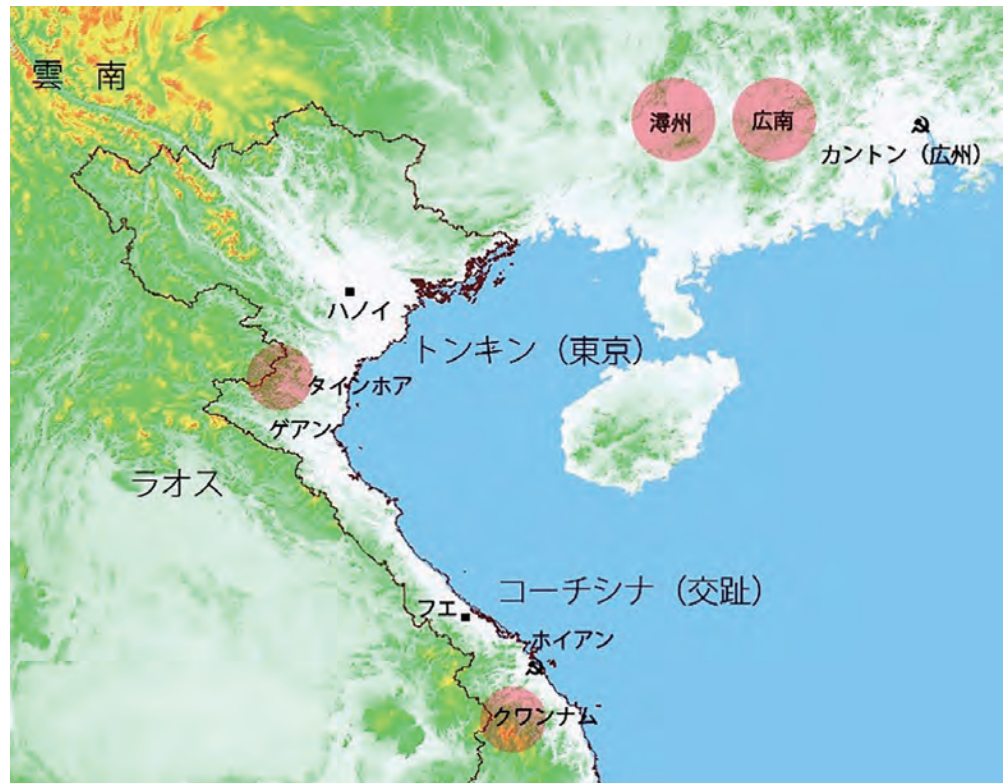 雲 南
潯州
広南
カントン（広州）
ハノイ
トンキン（東京）
タインホア
ゲアン
ラオス
コーチシナ（交趾）
フエ
ホイアン
クワンナム